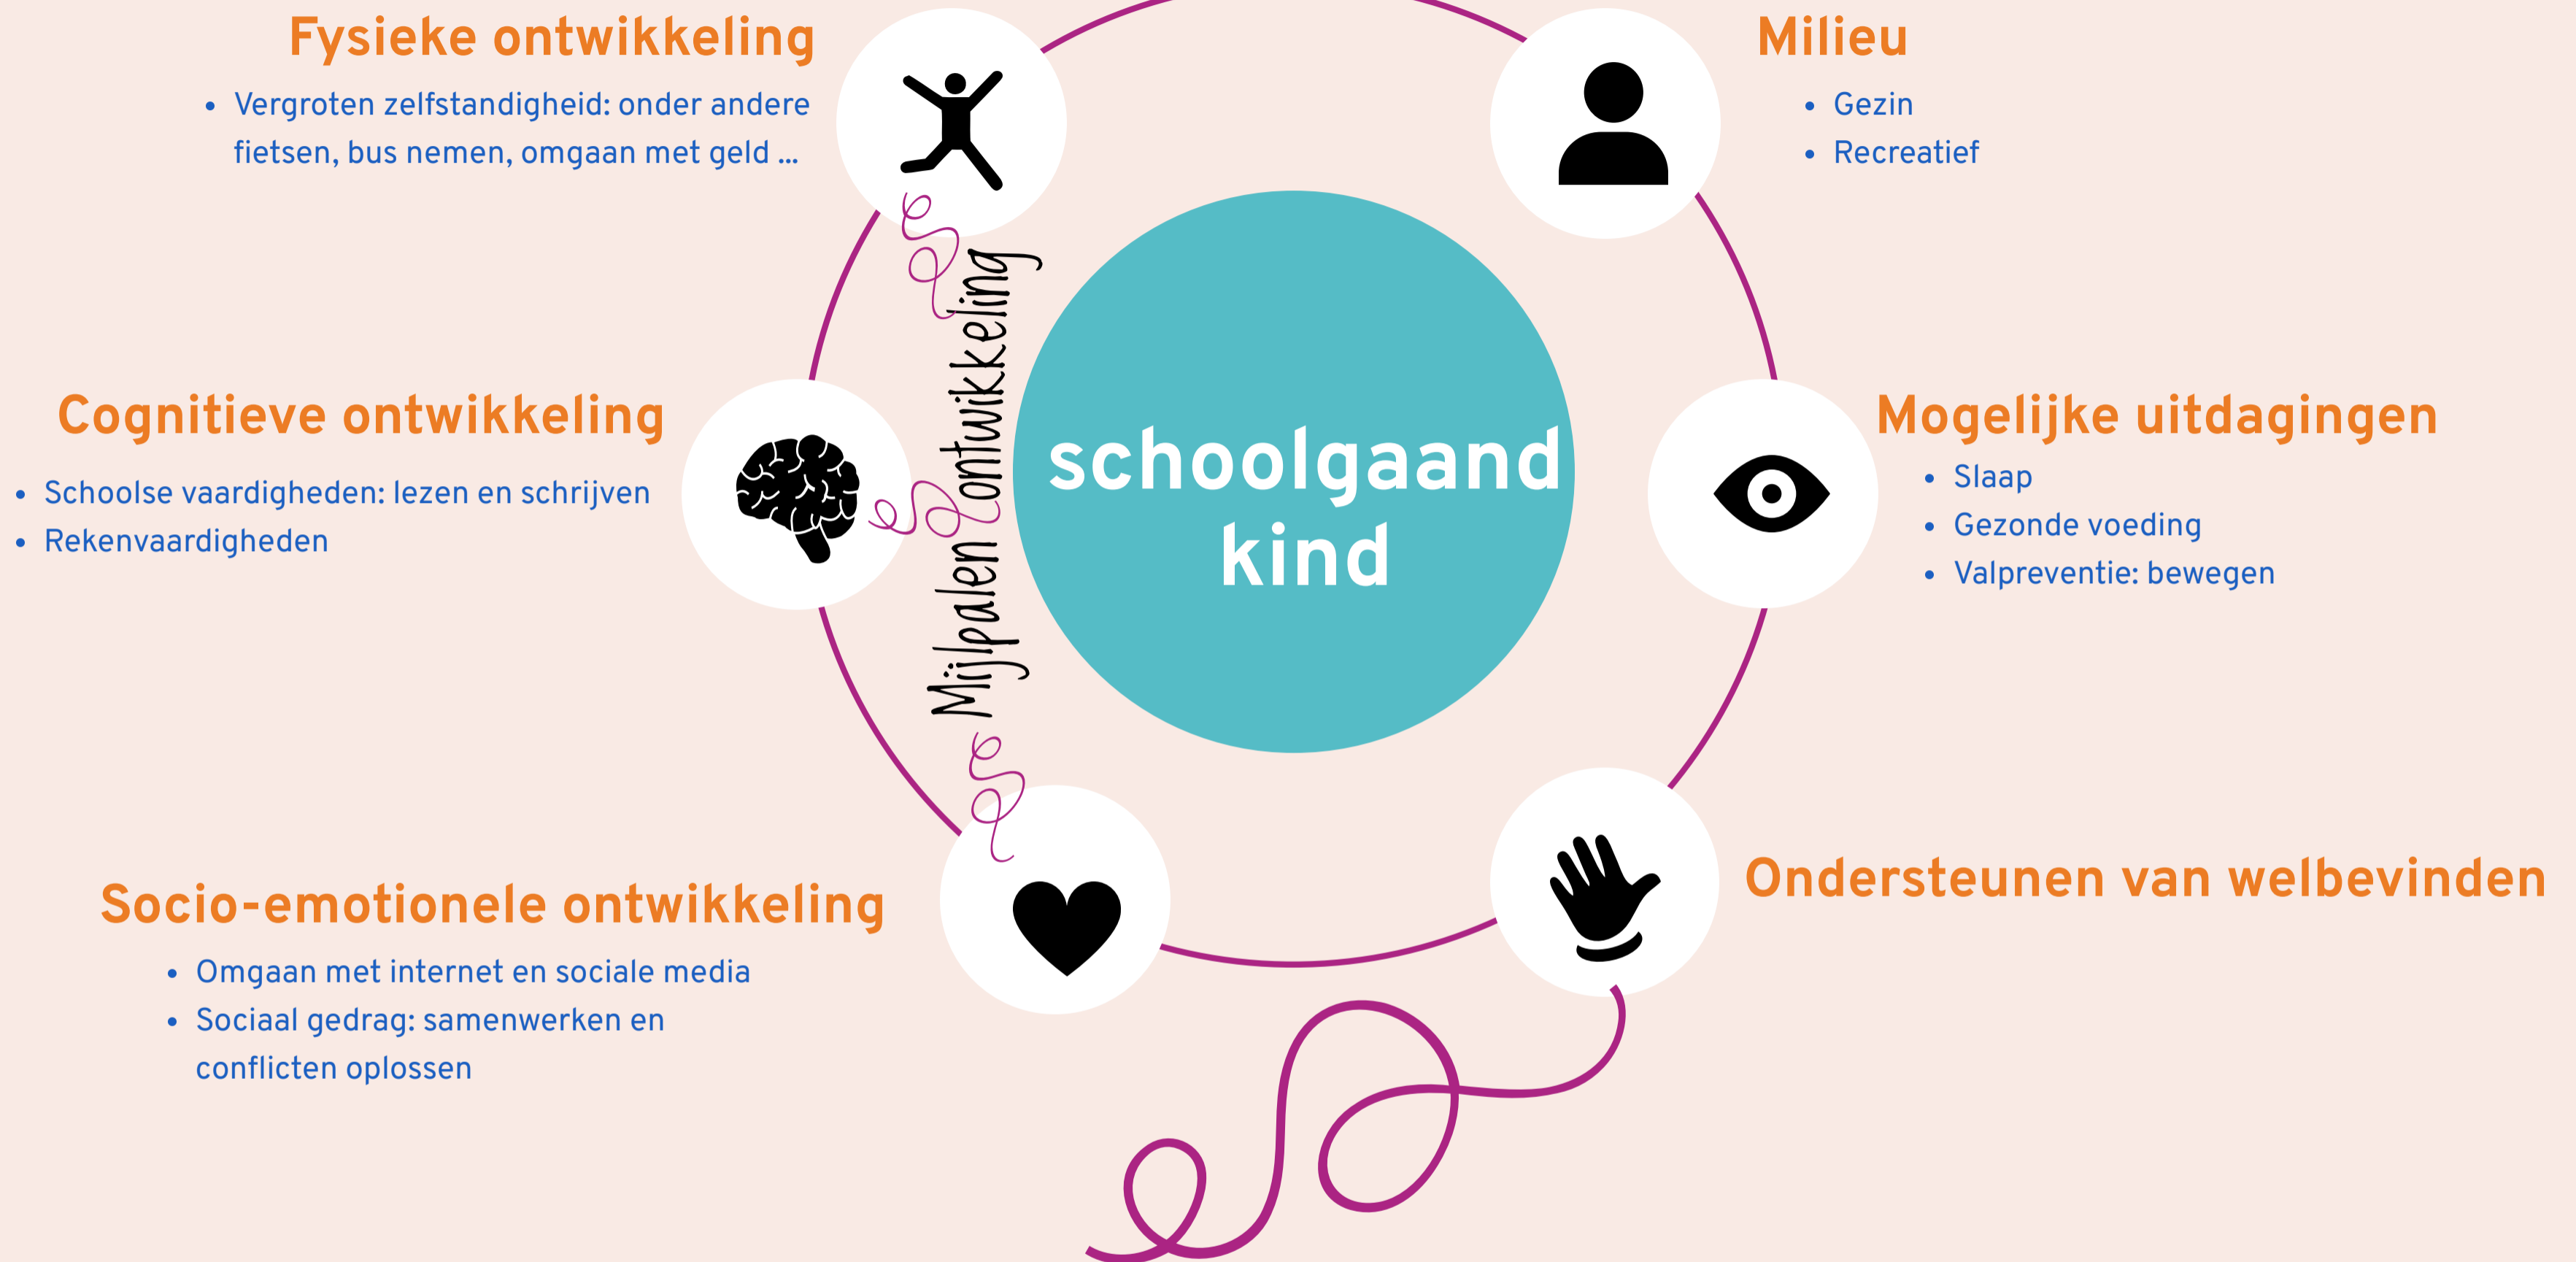 Fysieke ontwikkeling
• Vergroten zelfstandigheid: onder andere
fietsen, bus nemen, omgaan met geld ...
Cognitieve ontwikkeling
• Schoolse vaardigheden: lezen en schrijven
• Rekenvaardigheden
Socio-emotionele ontwikkeling
• Omgaan met internet en sociale media
• Sociaal gedrag: samenwerken en
conflicten oplossen
Mijlpalen ontwikkeling
schoolgaand
kind
Milieu
• Gezin
• Recreatief
Mogelijke uitdagingen
• Slaap
• Gezonde voeding
• Valpreventie: bewegen
Ondersteunen van welbevinden